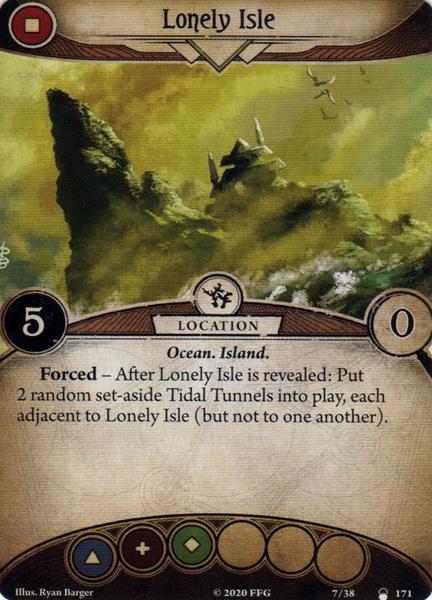 Lonely Isle
5
LOCATION
0
Ocean. Island.
Forced – After Lonely Isle is revealed: Put
2 random set-aside Tidal Tunnels into play, each
adjacent to Lonely Isle (but not to one another).
Illus. Ryan Barger
© 2020 FFG
7/38
171